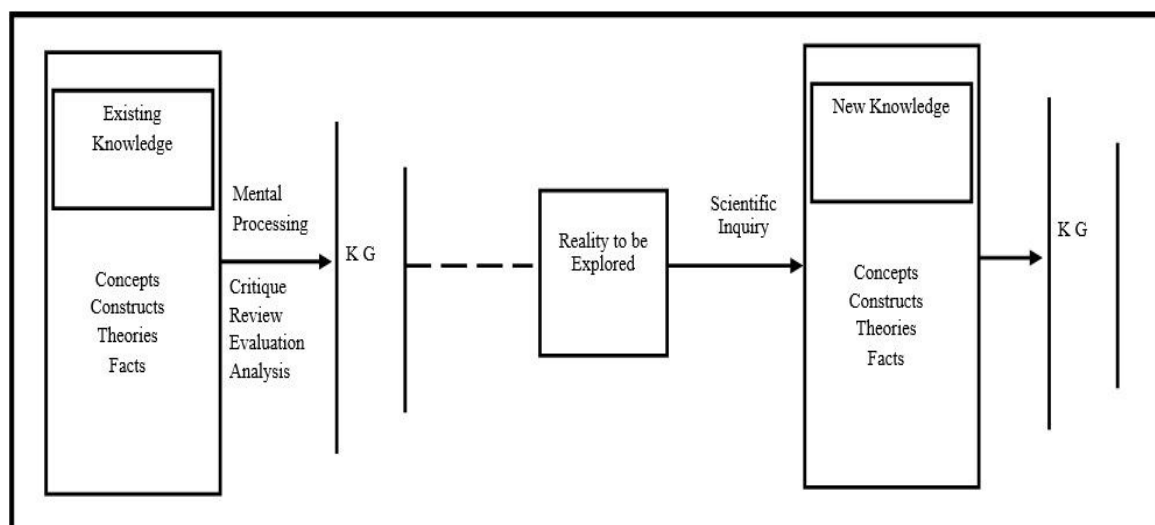 Existing
Knowledge
Concepts
Constructs
Theories
Facts
Mental
Processing
Critique
Review
Evaluation
Analysis
K G
Reality to be
Explored
Scientific
Inquiry
New Knowledge
Concepts
Constructs
Theories
Facts
K G